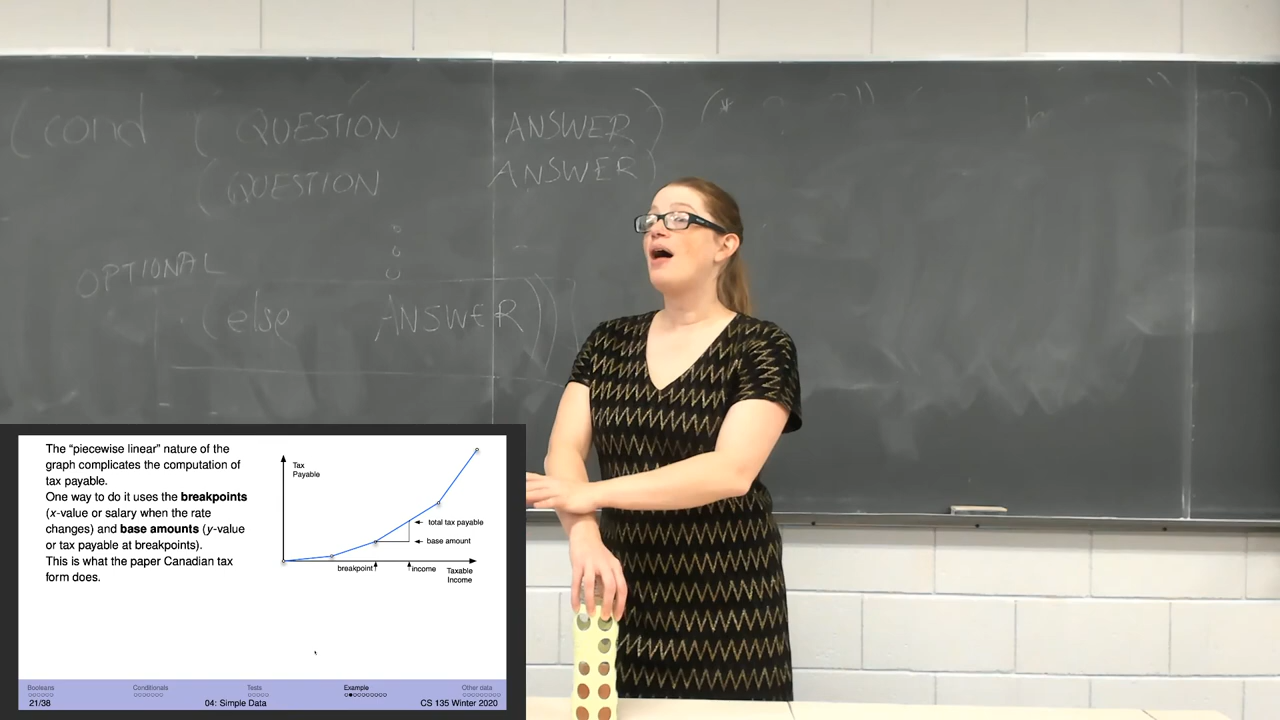 (cond ( QUESTION ANSWER)
( QUESTION ANSWER)
OPTIONAL
(else ANSWER))
The “piecewise linear” nature of the
graph complicates the computation of
tax payable.
One way to do it uses the breakpoints
(x-value or salary when the rate
changes) and base amounts (y-value
or tax payable at breakpoints).
This is what the paper Canadian tax
form does.
Tax
Payable
total tax payable
base amount
breakpoint
income
Taxable
Income
Booleans Conditionals Tests Example Other data
21/38 04: Simple Data CS 135 Winter 2020